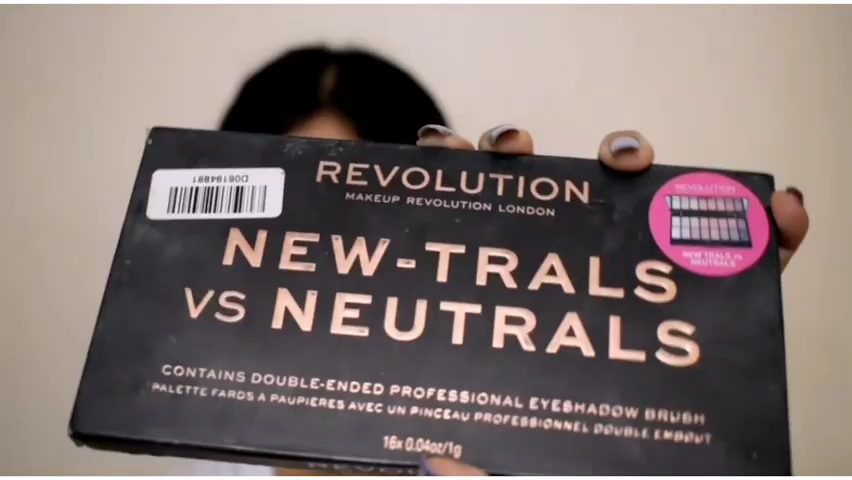 D06194891
REVOLUTION
MAKEUP REVOLUTION LONDON
REVOLUTION
NEW-TRALS VS
NEUTRALS
NEW-TRALS
VS NEUTRALS
CONTAINS DOUBLE-ENDED PROFESSIONAL EYESHADOW BRUSH
PALETTE FARDS A PAUPIERES AVEC UN PINCEAU PROFESSIONNEL DOUBLE EMBOUT
16x 0.04oz/1g